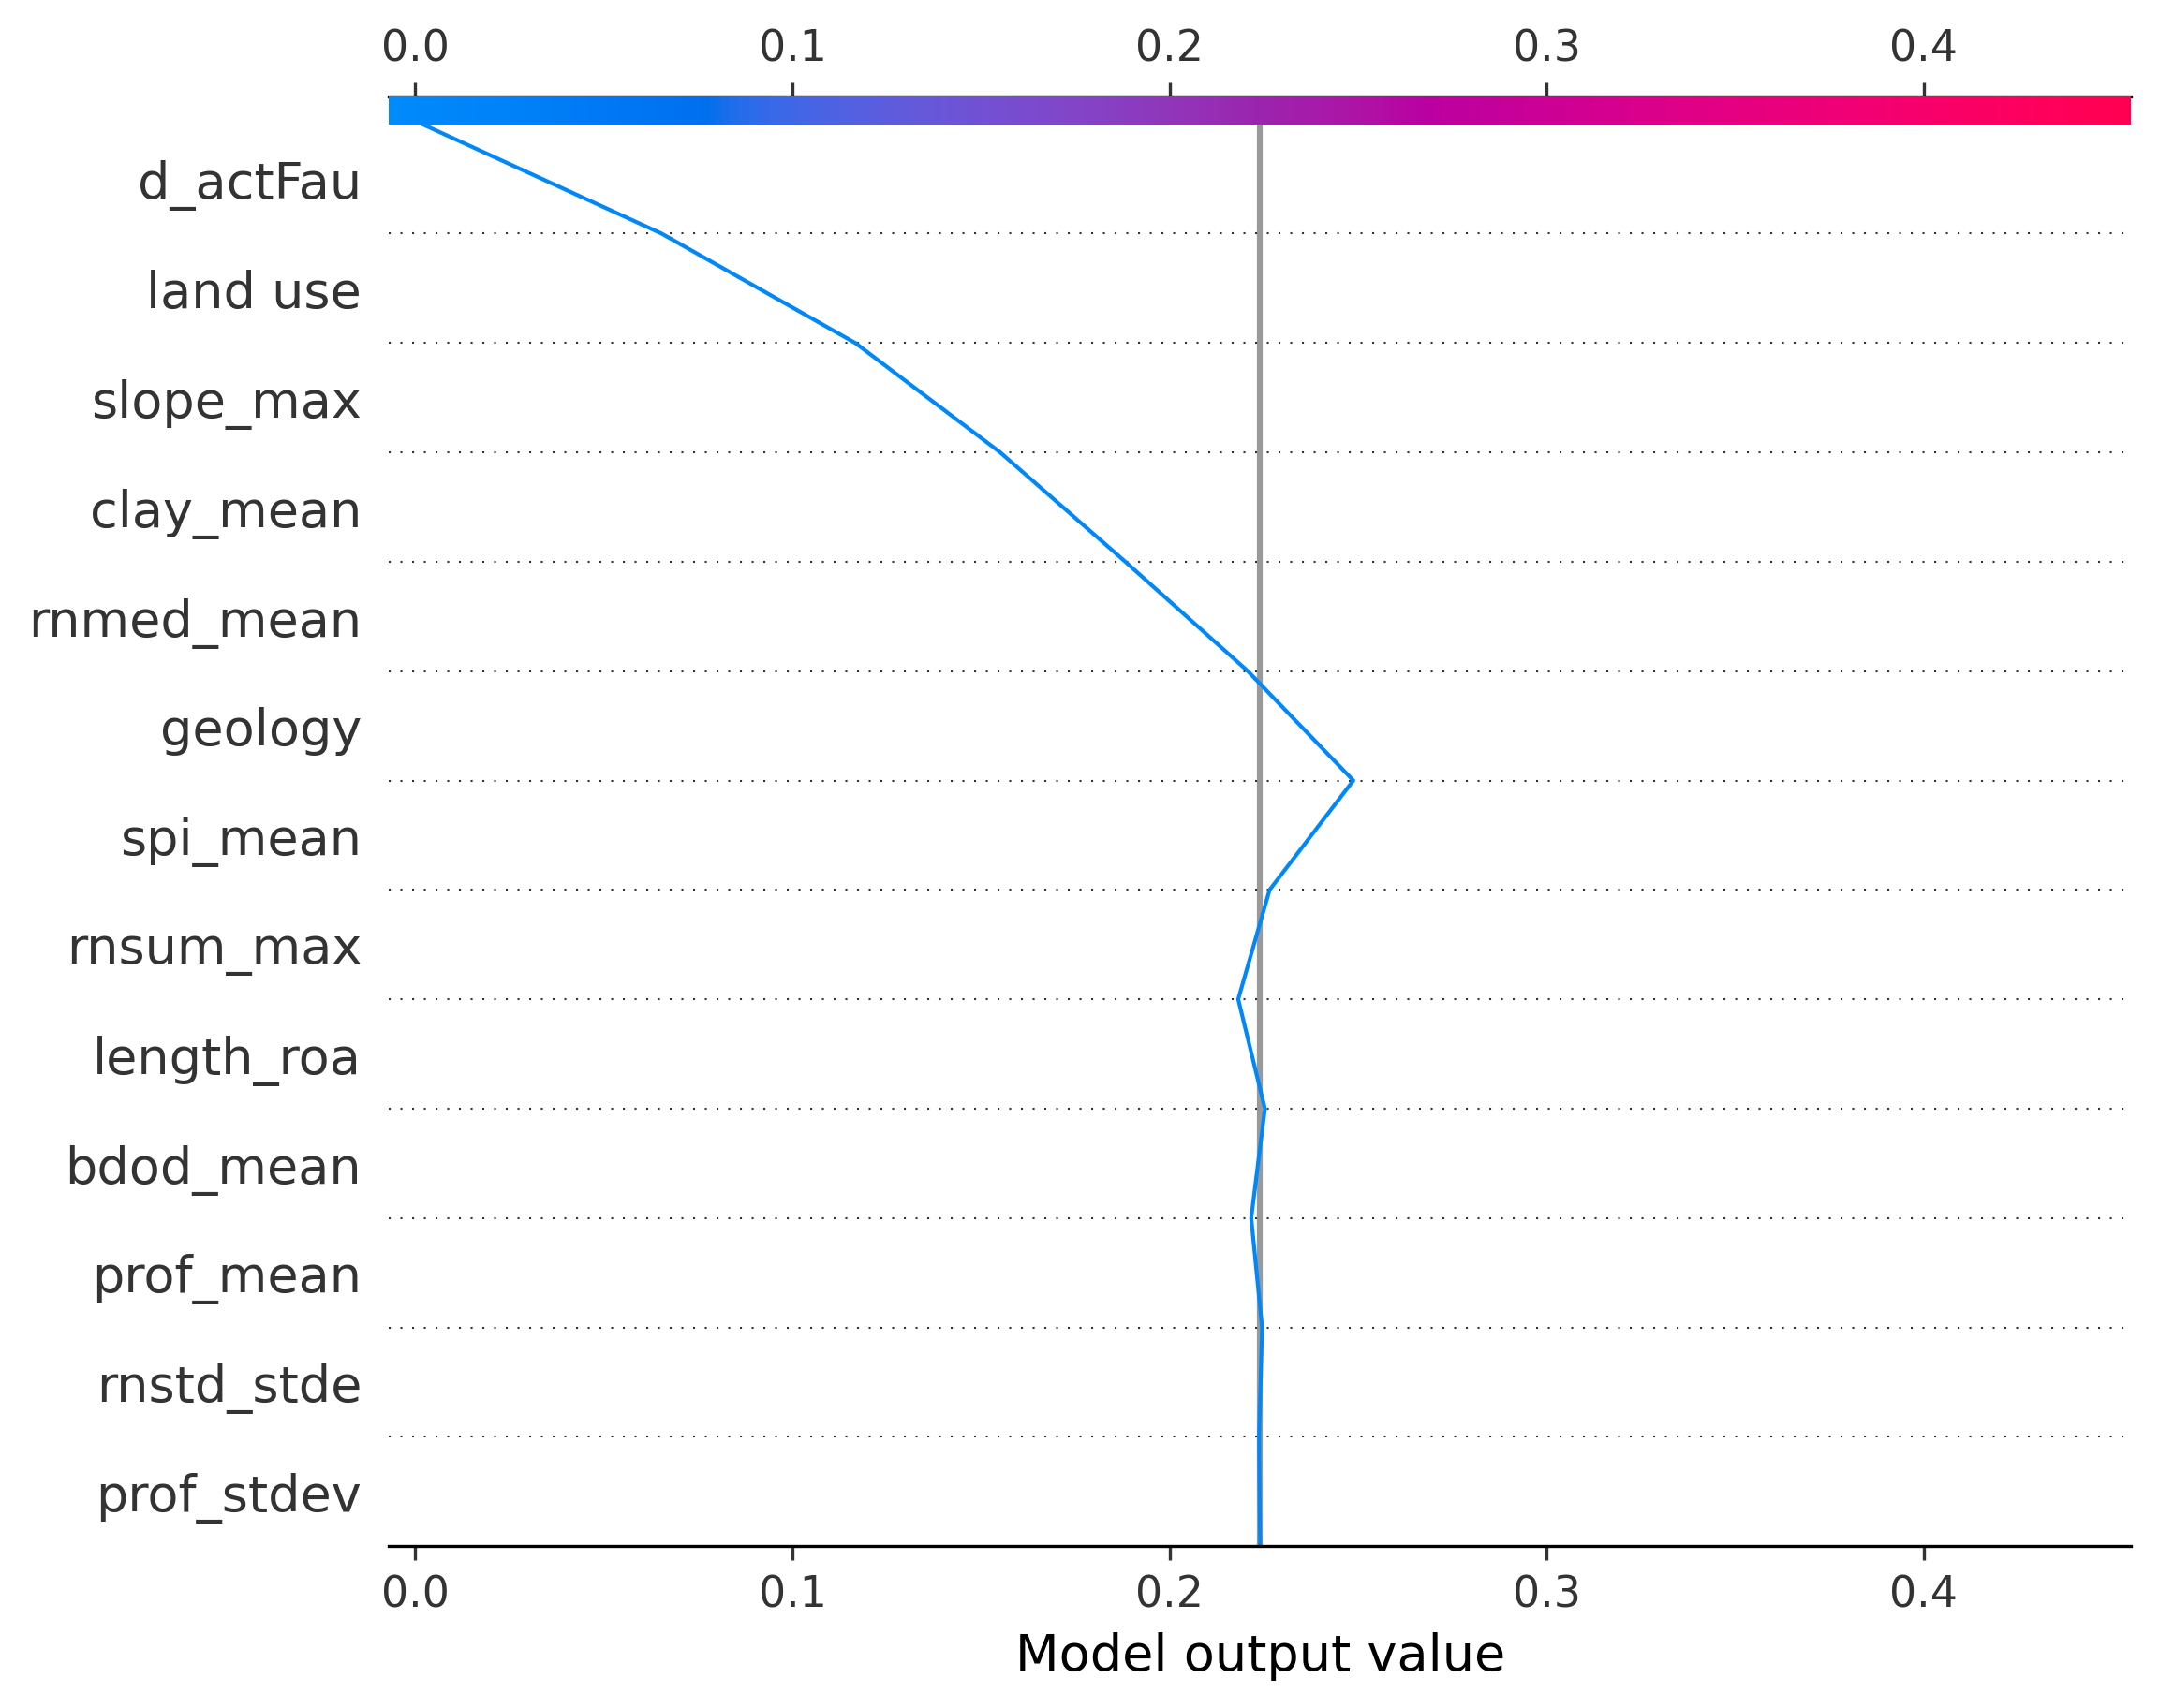 0.0 0.1 0.2 0.3 0.4
d_actFau
land use
slope_max
clay_mean
rnmed_mean
geology
spi_mean
rnsum_max
length_roa
bdod_mean
prof_mean
rnstd_stde
prof_stdev
0.0 0.1 0.2 0.3 0.4
Model output value